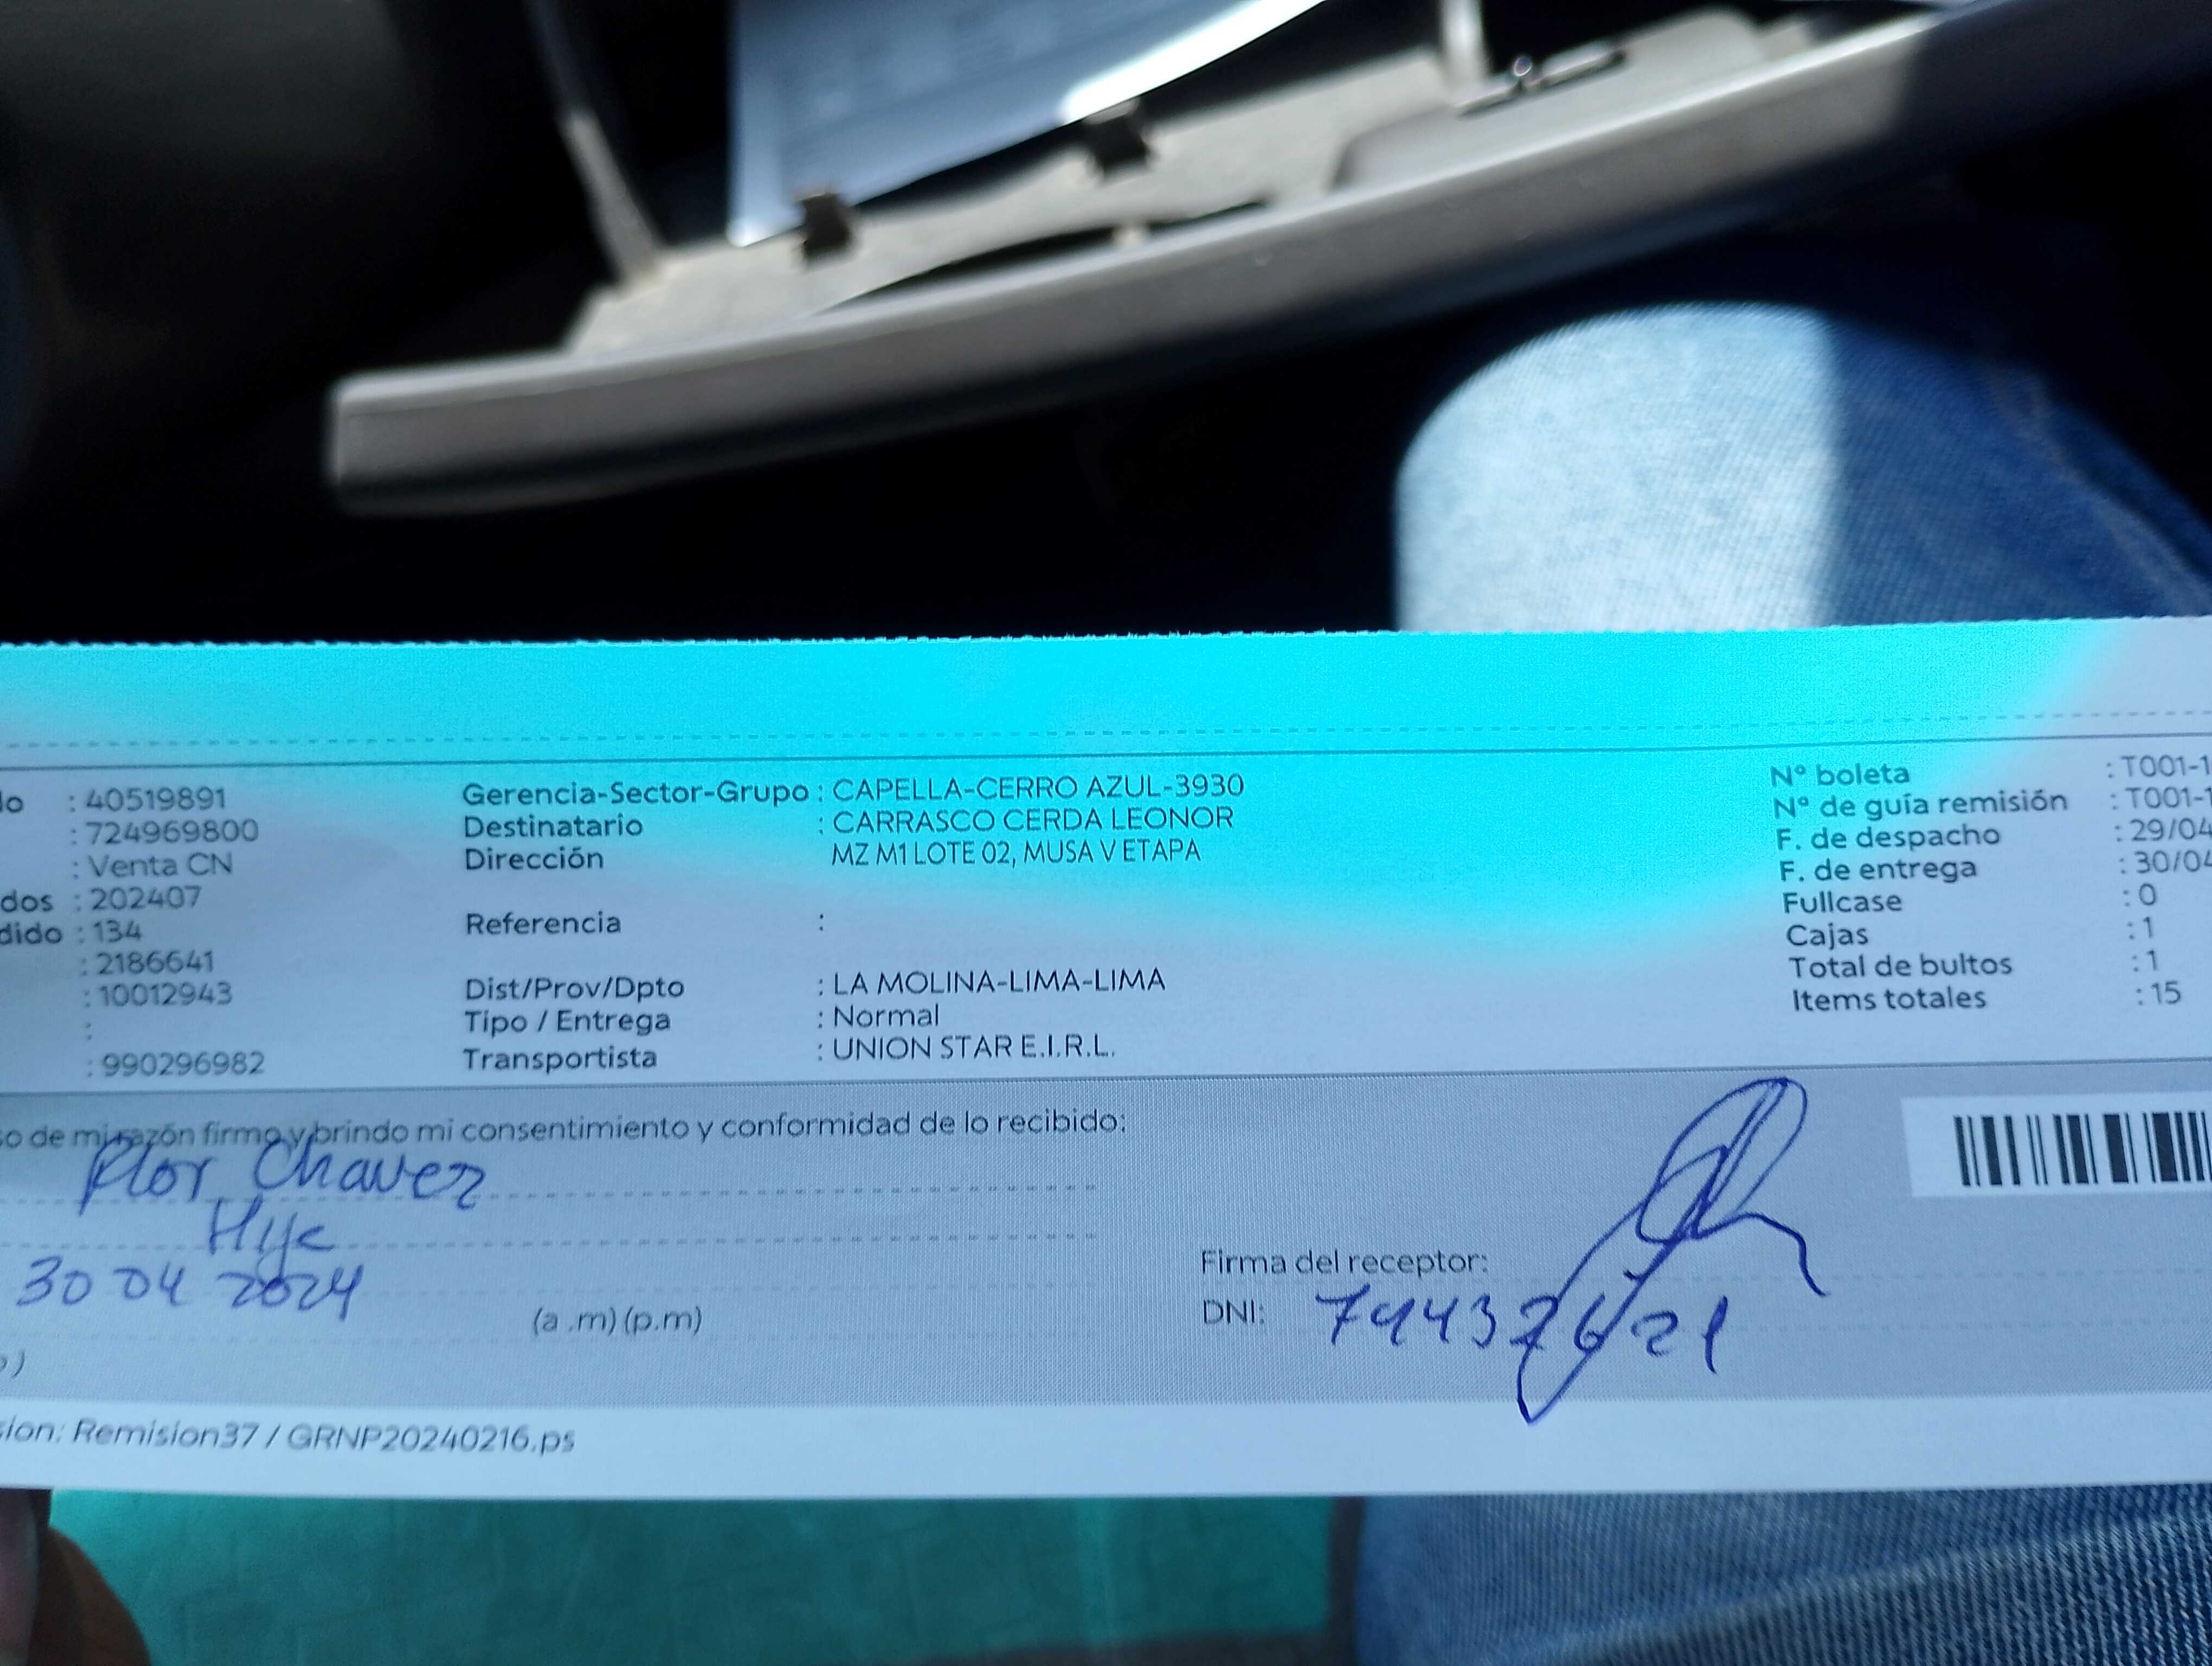 do : 40519891
: 724969800
: Venta CN
dos : 202407
dido : 134
: 2186641
: 10012943
:
: 990296982
Gerencia-Sector-Grupo : CAPELLA-CERRO AZUL-3930
Destinatario : CARRASCO CERDA LEONOR
Dirección MZ M1 LOTE 02, MUSA V ETAPA
Referencia :
Dist/Prov/Dpto : LA MOLINA-LIMA-LIMA
Tipo / Entrega : Normal
Transportista : UNION STAR E.I.R.L.
Nº boleta : T001-1
Nº de guía remisión : T001-1
F. de despacho : 29/04
F. de entrega : 30/04
Fullcase : 0
Cajas : 1
Total de bultos : 1
Items totales : 15
so de mi razón firmo y brindo mi consentimiento y conformidad de lo recibido:
Flor Chavez
30 04 2024
(a .m) (p.m)
Firma del receptor:
DNI:
sion: Remision37 / GRNP20240216.ps